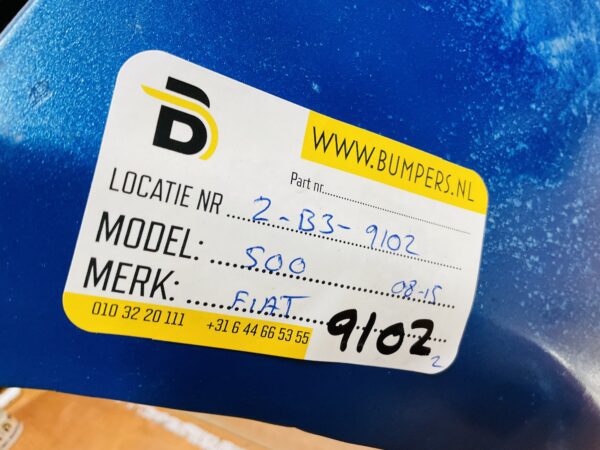 WWW.BUMPERS.NL
Part nr.
LOCATIE NR 2-B3-9102
MODEL: 500 08-15
MERK: FIAT
010 32 20 111 +31 6 44 66 53 55
9102
2